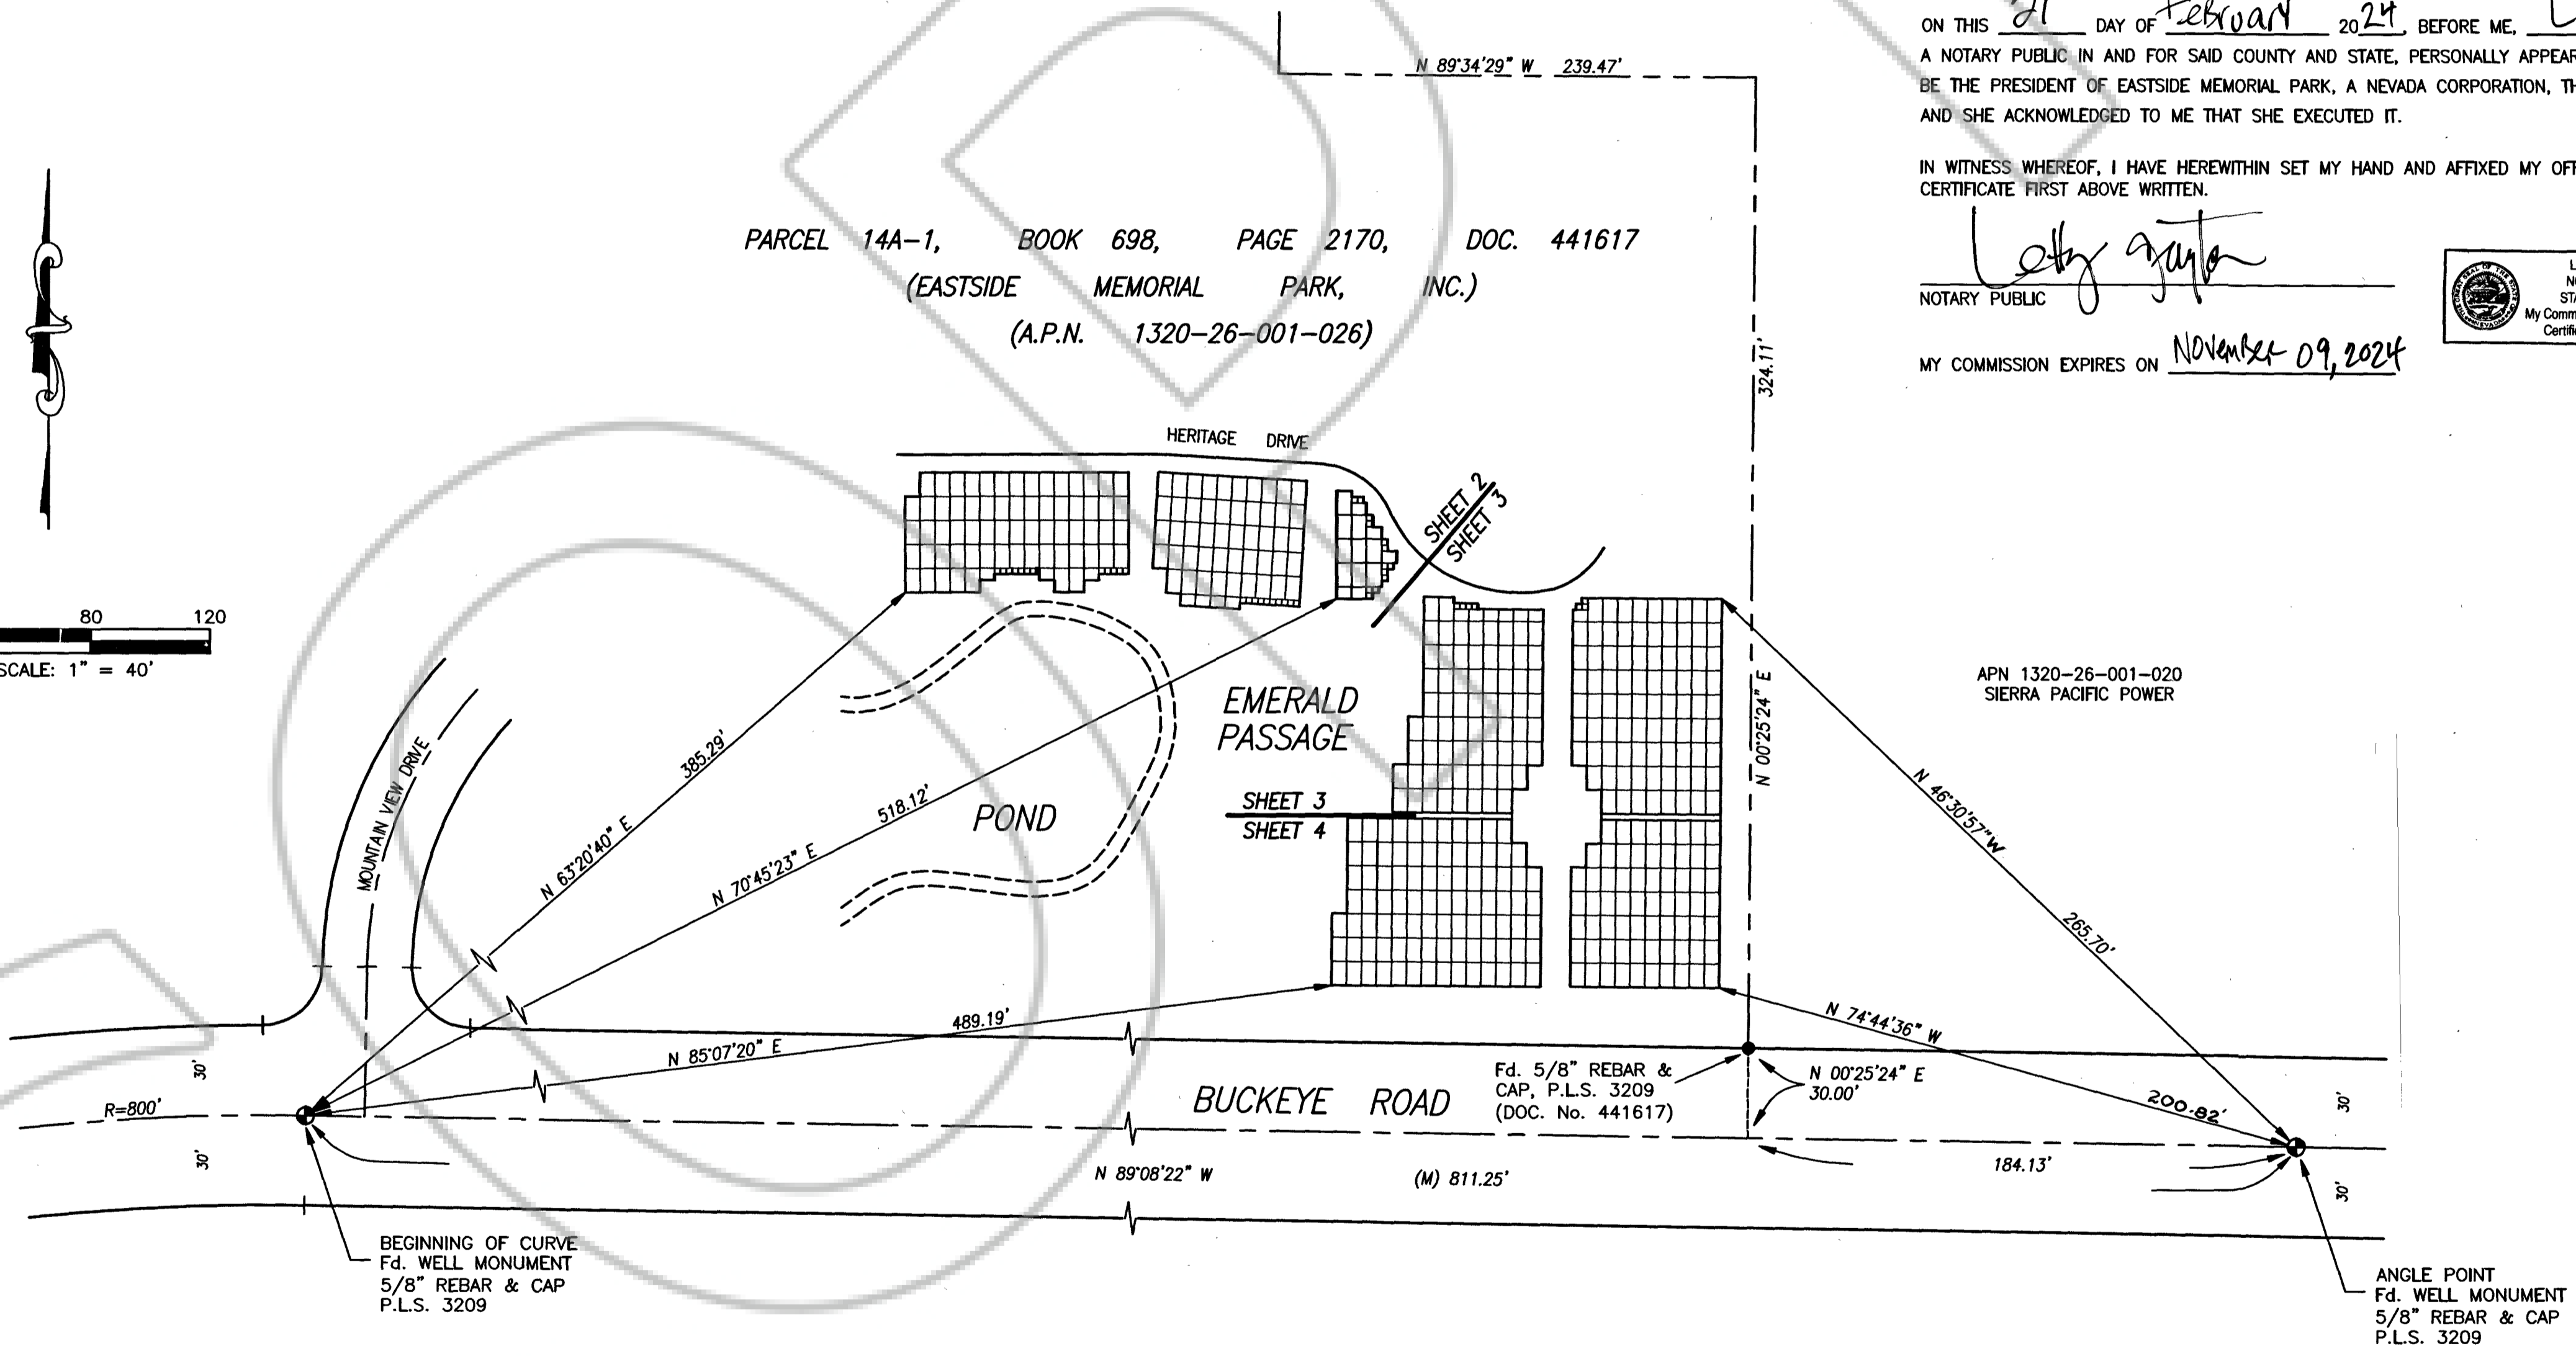 ON THIS 21 DAY OF February 2024, BEFORE ME,
A NOTARY PUBLIC IN AND FOR SAID COUNTY AND STATE, PERSONALLY APPEAR
BE THE PRESIDENT OF EASTSIDE MEMORIAL PARK, A NEVADA CORPORATION, TH
AND SHE ACKNOWLEDGED TO ME THAT SHE EXECUTED IT.
IN WITNESS WHEREOF, I HAVE HEREWITHIN SET MY HAND AND AFFIXED MY OFF
CERTIFICATE FIRST ABOVE WRITTEN.
NOTARY PUBLIC
My Comm
Certifi
MY COMMISSION EXPIRES ON November 09, 2024
N 89°34'29" W 239.47'
324.11'
PARCEL 14A-1, BOOK 698, PAGE 2170, DOC. 441617
(EASTSIDE MEMORIAL PARK, INC.)
(A.P.N. 1320-26-001-026)
HERITAGE DRIVE
SHEET 2
SHEET 3
80 120
SCALE: 1" = 40'
APN 1320-26-001-020
SIERRA PACIFIC POWER
EMERALD
PASSAGE
N 00°25'24" E
MOUNTAIN VIEW DRIVE
385.29'
N 63°20'40" E
518.12'
N 70°45'23" E
POND
SHEET 3
SHEET 4
N 46°30'57" W
265.70'
489.19'
N 85°07'20" E
N 74°44'36" W
200.82'
Fd. 5/8" REBAR &
CAP, P.L.S. 3209
(DOC. No. 441617)
N 00°25'24" E
30.00'
BUCKEYE ROAD
R=800'
30'
30'
30'
30'
N 89°08'22" W (M) 811.25'
184.13'
BEGINNING OF CURVE
Fd. WELL MONUMENT
5/8" REBAR & CAP
P.L.S. 3209
ANGLE POINT
Fd. WELL MONUMENT
5/8" REBAR & CAP
P.L.S. 3209